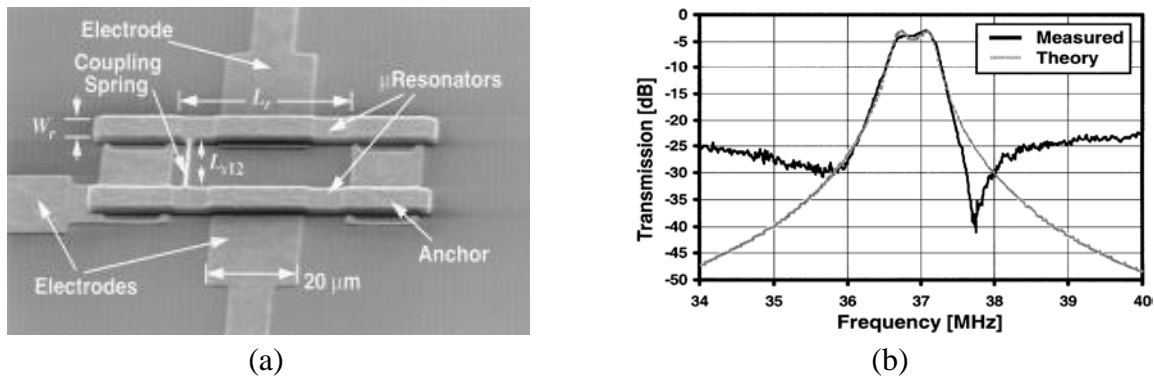 Electrode
Coupling
Spring
μResonators
Lr
Wr
Ls12
Anchor
20 μm
Electrodes
(a)
0
-5
-10
-15
-20
-25
-30
-35
-40
-45
-50
Transmission [dB]
Measured
Theory
34
35
36
37
38
39
40
Frequency [MHz]
(b)